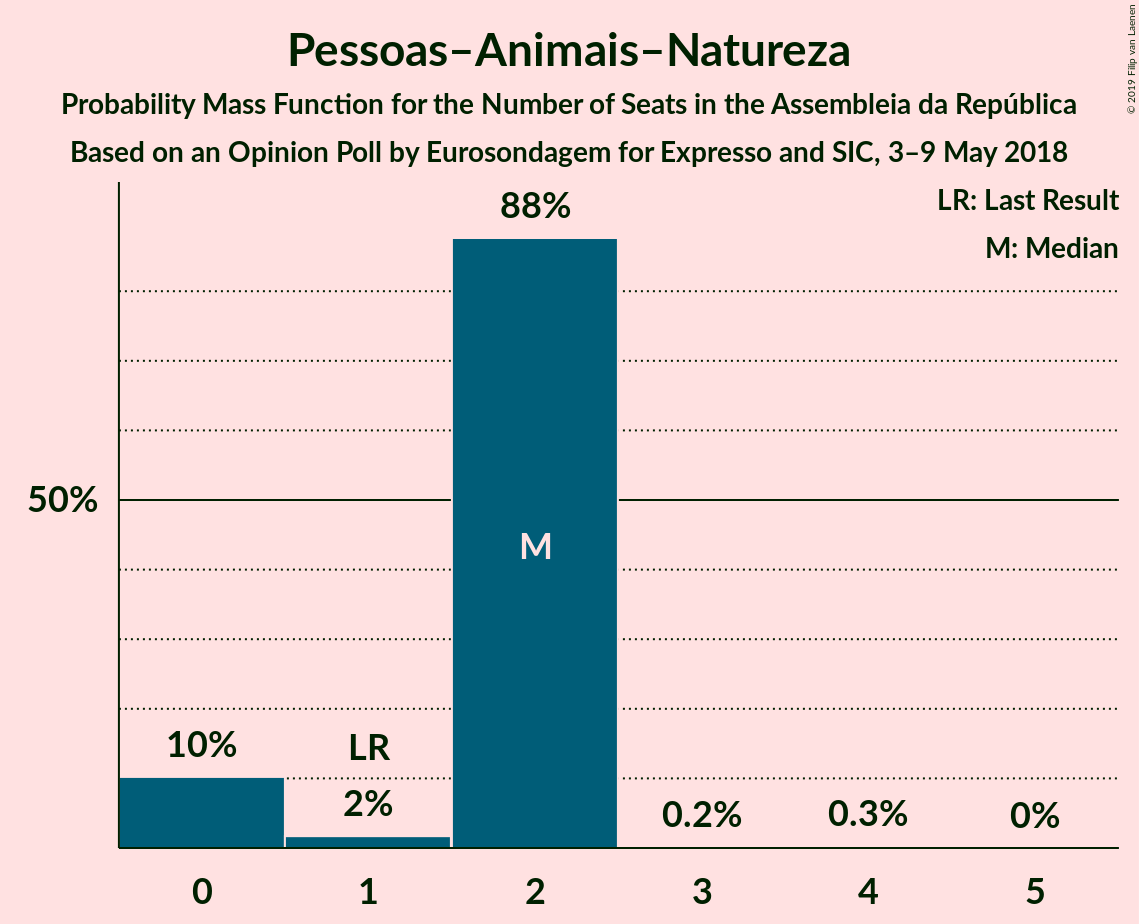 Pessoas–Animais–Natureza
Probability Mass Function for the Number of Seats in the Assembleia da República
Based on an Opinion Poll by Eurosondagem for Expresso and SIC, 3–9 May 2018
© 2019 Filip van Laenen
LR: Last Result
M: Median
88%
50%
M
10%
LR
2%
0.2%
0.3%
0%
0 1 2 3 4 5